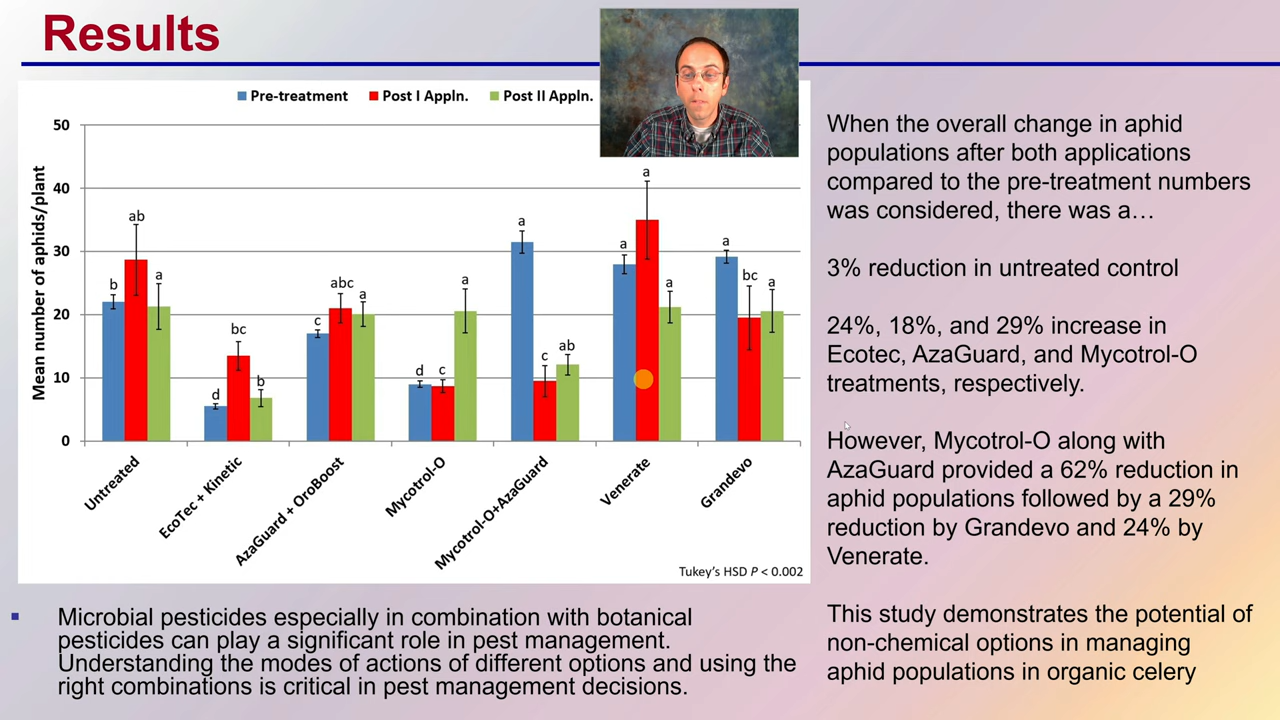 Results
Pre-treatment
Post I Appln.
Post II Appln.
Mean number of aphids/plant
50
40
30
20
10
0
b
ab
a
d
bc
b
c
abc
a
d
c
a
a
c
ab
a
a
a
a
bc
a
Untreated
EcoTec + Kinetic
AzaGuard + OroBoost
Mycotrol-O
Mycotrol-O+AzaGuard
Venerate
Grandevo
Tukey's HSD P < 0.002
When the overall change in aphid
populations after both applications
compared to the pre-treatment numbers
was considered, there was a…
3% reduction in untreated control
24%, 18%, and 29% increase in
Ecotec, AzaGuard, and Mycotrol-O
treatments, respectively.
However, Mycotrol-O along with
AzaGuard provided a 62% reduction in
aphid populations followed by a 29%
reduction by Grandevo and 24% by
Venerate.
This study demonstrates the potential of
non-chemical options in managing
aphid populations in organic celery
Microbial pesticides especially in combination with botanical
pesticides can play a significant role in pest management.
Understanding the modes of actions of different options and using the
right combinations is critical in pest management decisions.